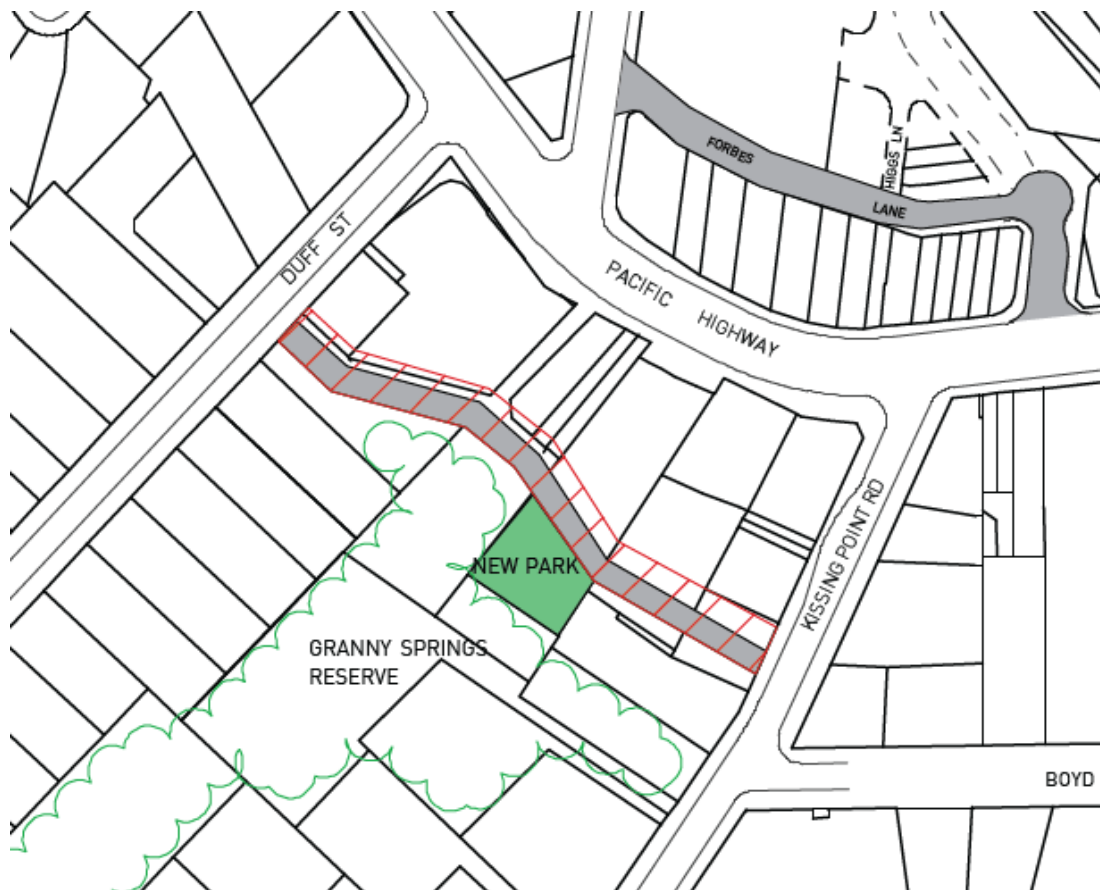 FORBES
HIGGS LN
LANE
DUFF ST
PACIFIC
HIGHWAY
KISSING POINT RD
NEW PARK
GRANNY SPRINGS
RESERVE
BOYD